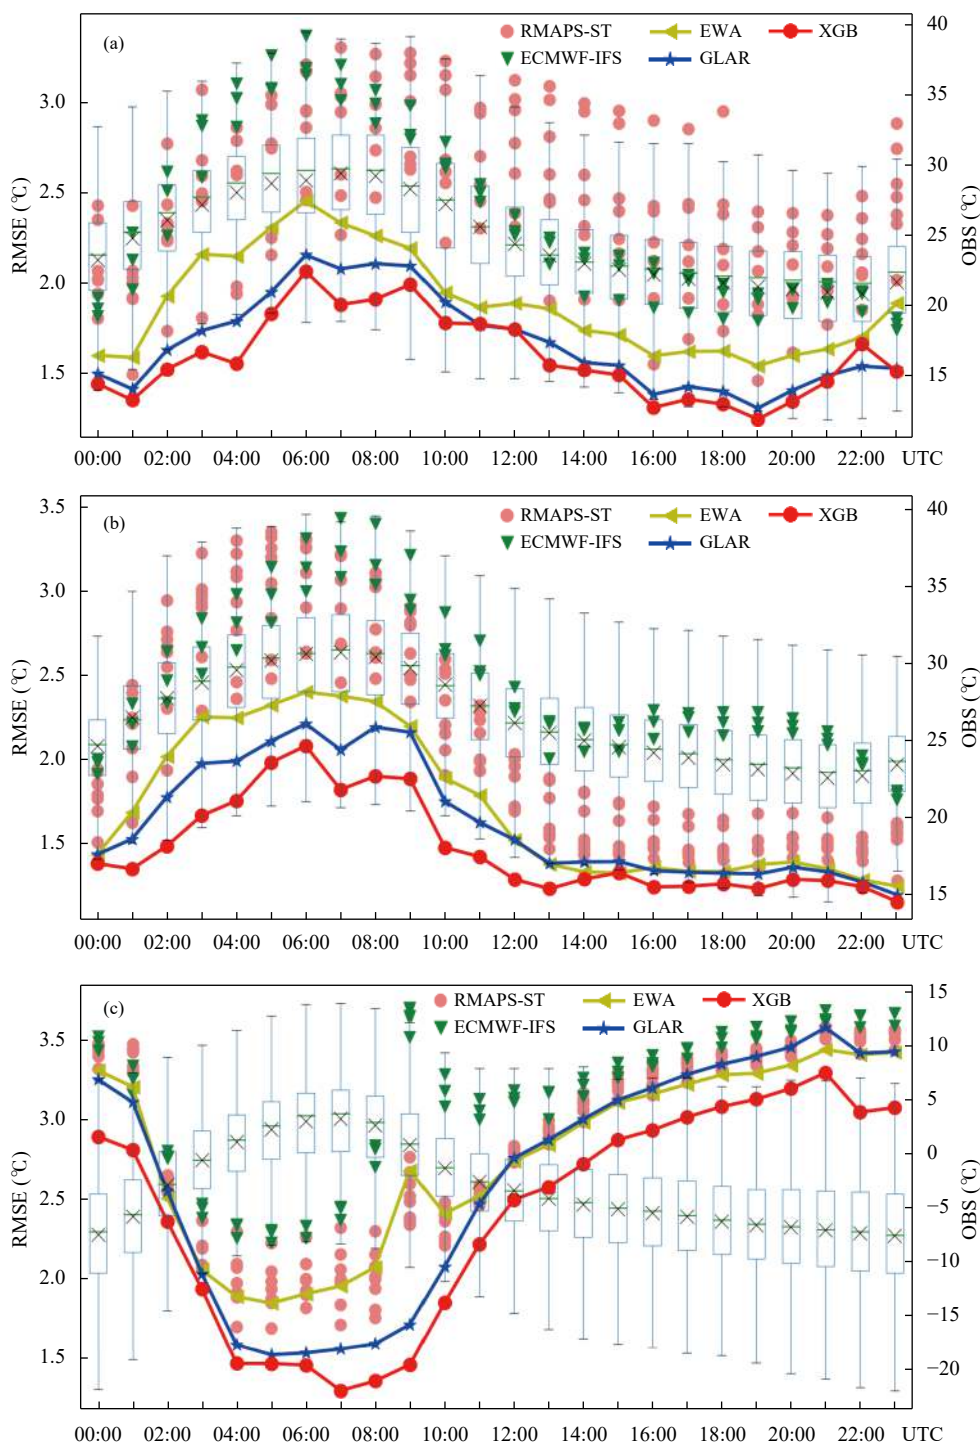 (a)
RMAPS-ST EWA XGB
ECMWF-IFS GLAR
RMSE (℃)
3.0
2.5
2.0
1.5
OBS (℃)
40
35
30
25
20
15
00:00 02:00 04:00 06:00 08:00 10:00 12:00 14:00 16:00 18:00 20:00 22:00 UTC
(b)
RMAPS-ST EWA XGB
ECMWF-IFS GLAR
RMSE (℃)
3.5
3.0
2.5
2.0
1.5
OBS (℃)
40
35
30
25
20
15
00:00 02:00 04:00 06:00 08:00 10:00 12:00 14:00 16:00 18:00 20:00 22:00 UTC
(c)
RMAPS-ST EWA XGB
ECMWF-IFS GLAR
RMSE (℃)
3.5
3.0
2.5
2.0
1.5
OBS (℃)
15
10
5
0
−5
−10
−15
−20
00:00 02:00 04:00 06:00 08:00 10:00 12:00 14:00 16:00 18:00 20:00 22:00 UTC